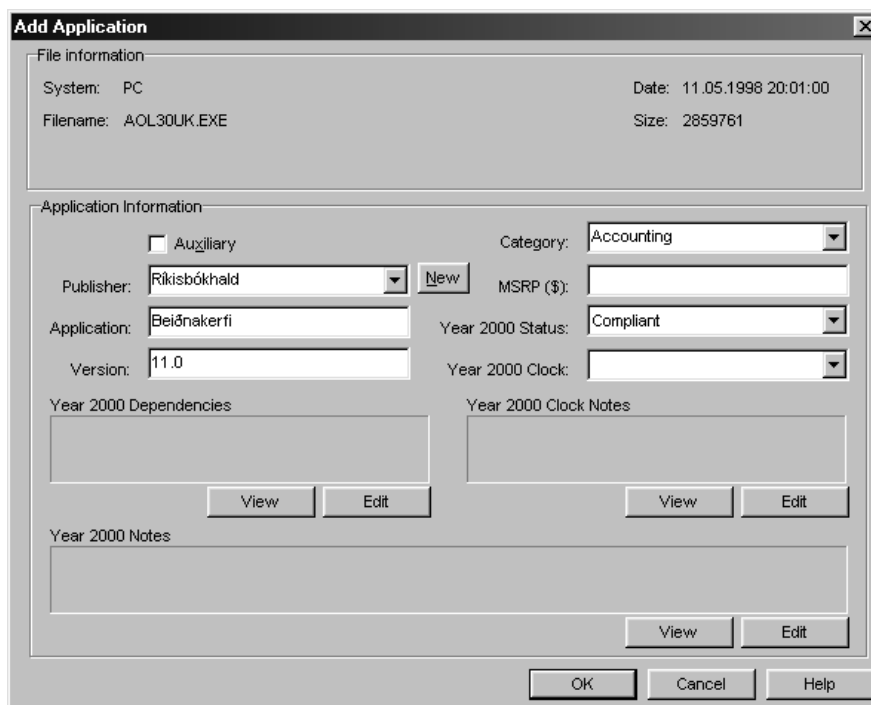 Add Application
File information
System: PC Date: 11.05.1998 20:01:00
Filename: AOL30UK.EXE Size: 2859761
Application Information
Auxiliary Category: Accounting
Publisher: Ríkisbókhald New MSRP ($):
Application: Beiðnakerfi Year 2000 Status: Compliant
Version: 11.0 Year 2000 Clock:
Year 2000 Dependencies Year 2000 Clock Notes
View Edit View Edit
Year 2000 Notes
View Edit
OK Cancel Help